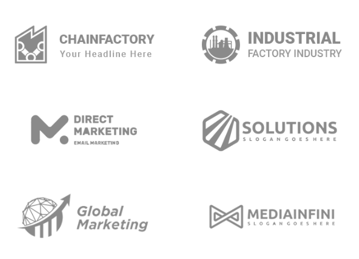 CHAINFACTORY
Your Headline Here
INDUSTRIAL
FACTORY INDUSTRY
DIRECT
MARKETING
EMAIL MARKETING
SOLUTIONS
SLOGAN GOES HERE
Global
Marketing
MEDIAINFINI
SLOGAN GOES HERE